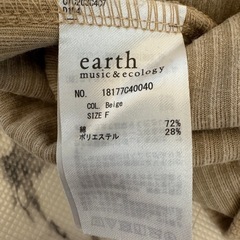 earth
music&ecology
NO. 18177C40040
COL. Beige
SIZE F
綿 72%
ポリエステル 28%